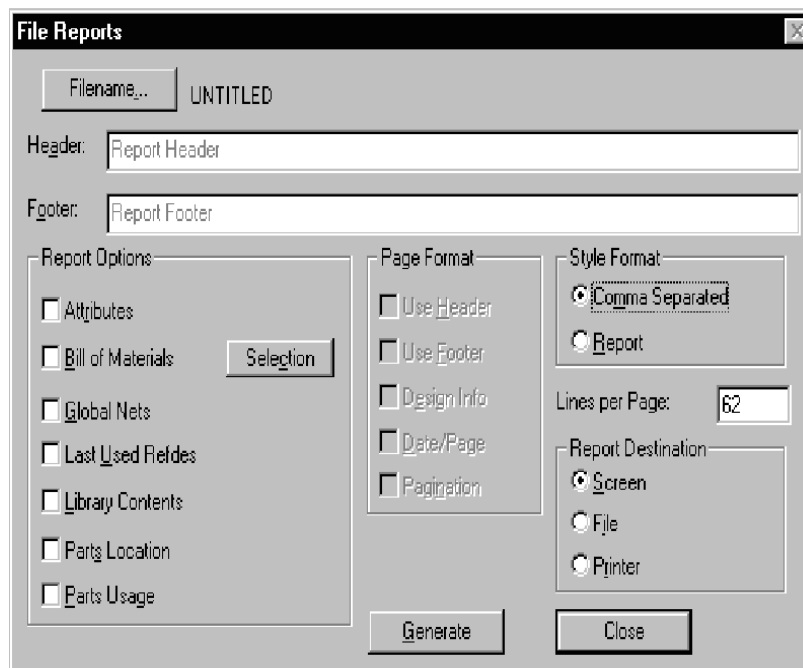 File Reports
Filename... UNTITLED
Header: Report Header
Footer: Report Footer
Report Options
Attributes
Bill of Materials Selection
Global Nets
Last Used Refdes
Library Contents
Parts Location
Parts Usage
Page Format
Use Header
Use Footer
Design Info
Date/Page
Pagination
Style Format
Comma Separated
Report
Lines per Page: 62
Report Destination
Screen
File
Printer
Generate Close